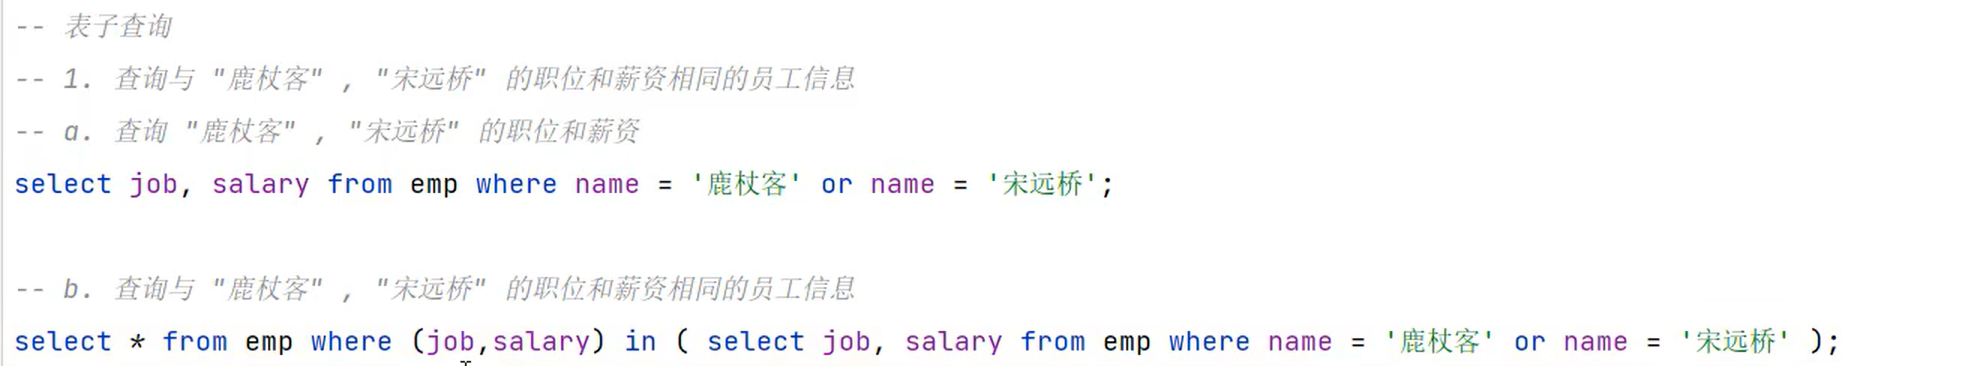 -- 表子查询
-- 1. 查询与 "鹿杖客" , "宋远桥" 的职位和薪资相同的员工信息
-- a. 查询 "鹿杖客" , "宋远桥" 的职位和薪资
select job, salary from emp where name = '鹿杖客' or name = '宋远桥';
-- b. 查询与 "鹿杖客" , "宋远桥" 的职位和薪资相同的员工信息
select * from emp where (job,salary) in ( select job, salary from emp where name = '鹿杖客' or name = '宋远桥' );